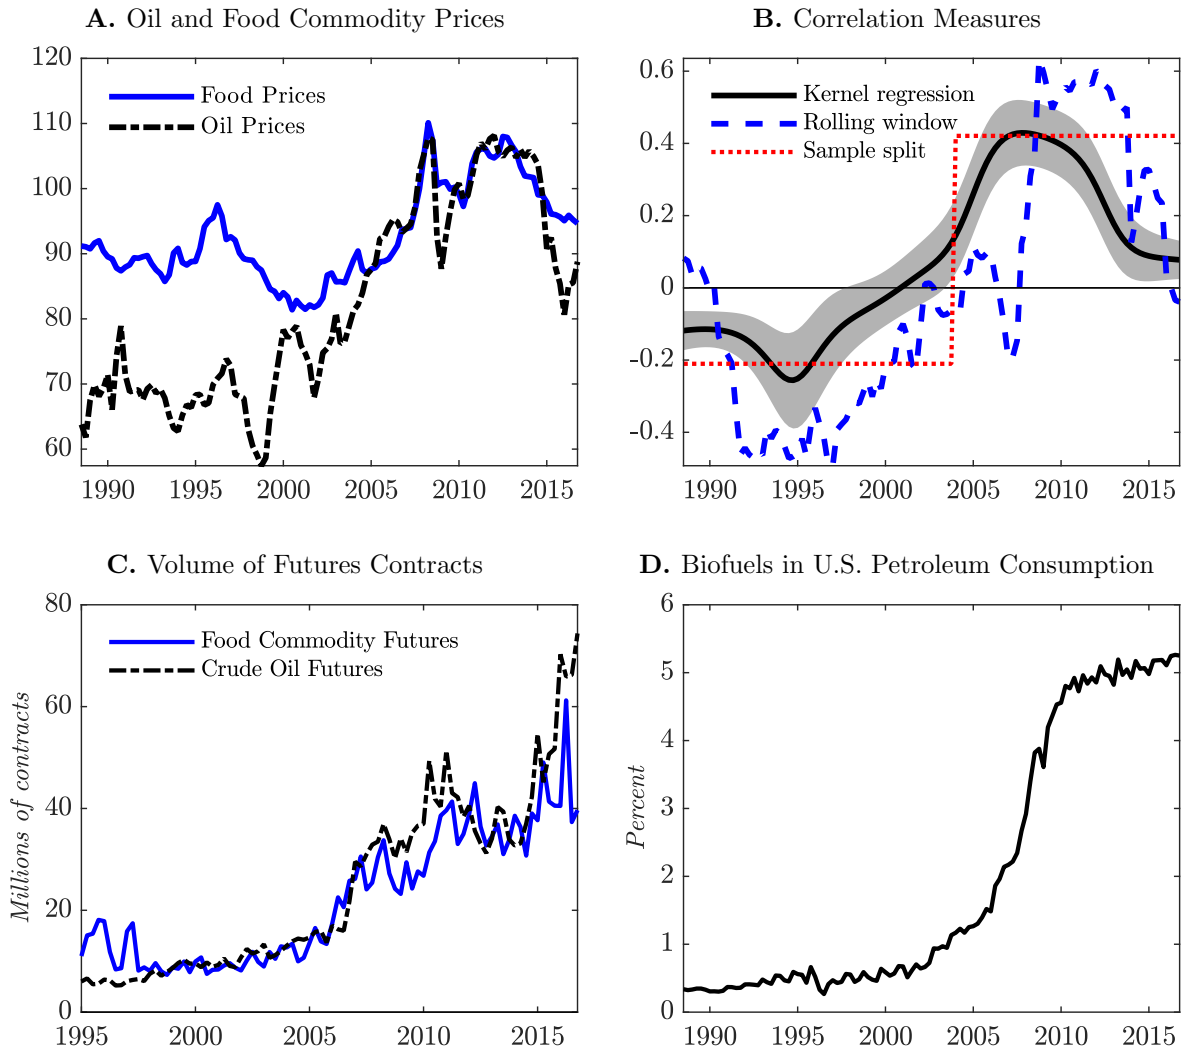 A. Oil and Food Commodity Prices
120
110
100
90
80
70
60
Food Prices
Oil Prices
1990 1995 2000 2005 2010 2015
B. Correlation Measures
0.6
0.4
0.2
0
-0.2
-0.4
Kernel regression
Rolling window
Sample split
1990 1995 2000 2005 2010 2015
C. Volume of Futures Contracts
Millions of contracts
80
60
40
20
0
Food Commodity Futures
Crude Oil Futures
1995 2000 2005 2010 2015
D. Biofuels in U.S. Petroleum Consumption
Percent
6
5
4
3
2
1
0
1990 1995 2000 2005 2010 2015